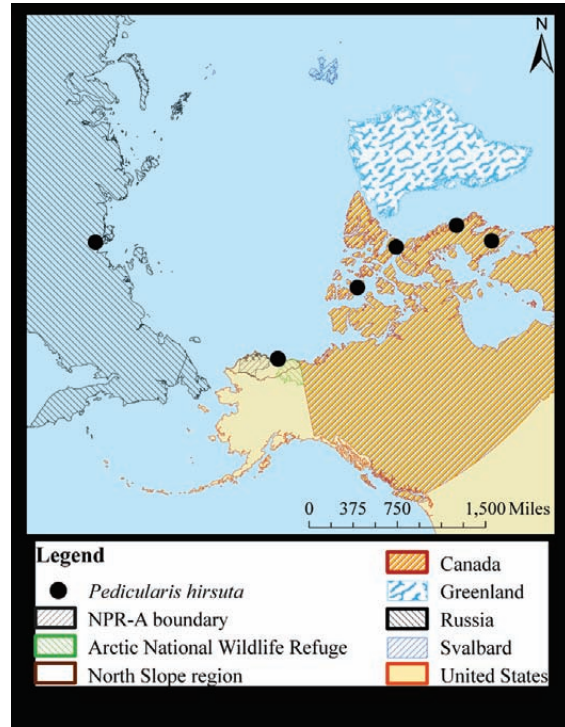 N
0 375 750 1,500 Miles
Legend
Pedicularis hirsuta
NPR-A boundary
Arctic National Wildlife Refuge
North Slope region
Canada
Greenland
Russia
Svalbard
United States